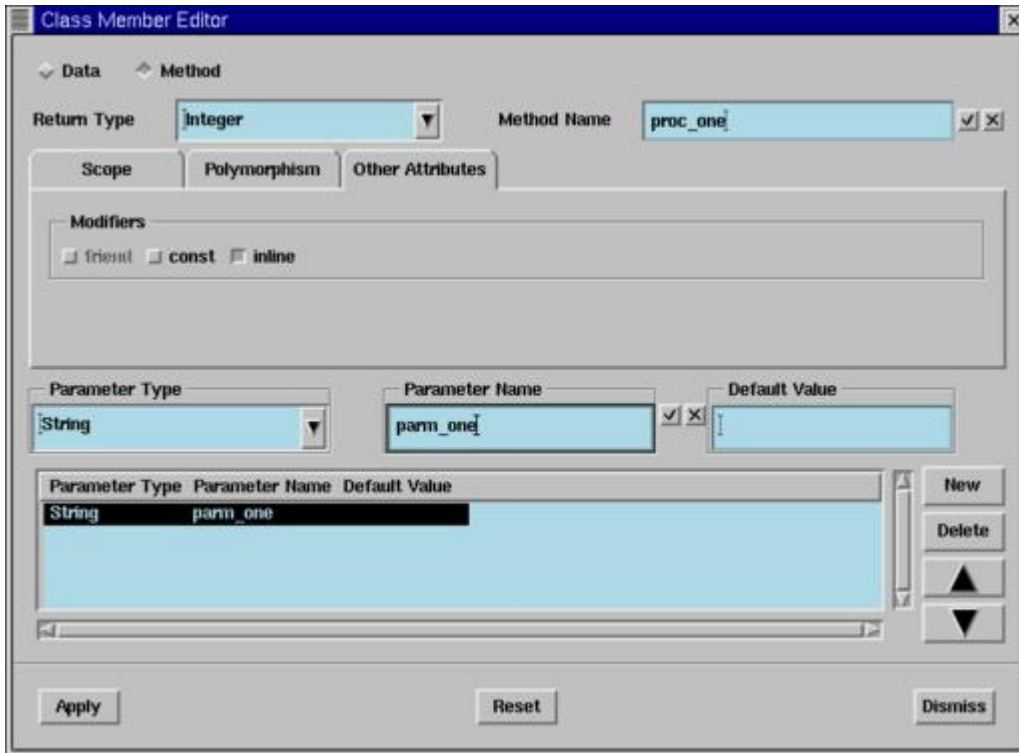 Class Member Editor
Data Method
Return Type Integer Method Name proc_one
Scope Polymorphism Other Attributes
Modifiers
friend const inline
Parameter Type Parameter Name Default Value
String parm_one
Parameter Type Parameter Name Default Value New
String parm_one
Delete
Apply Reset Dismiss